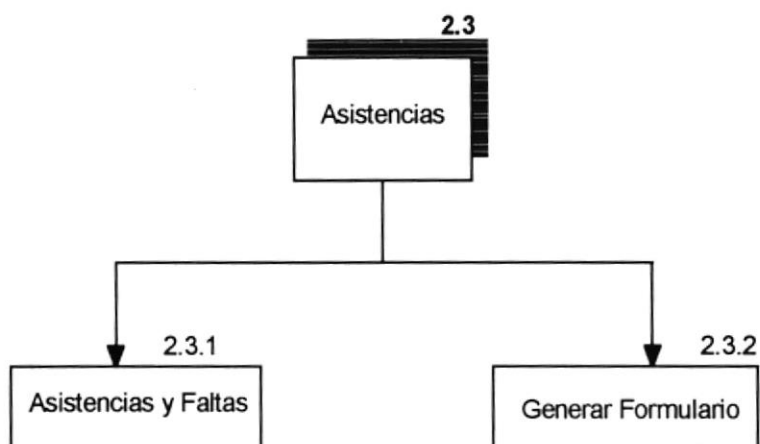 2.3
Asistencias
2.3.1
2.3.2
Asistencias y Faltas
Generar Formulario